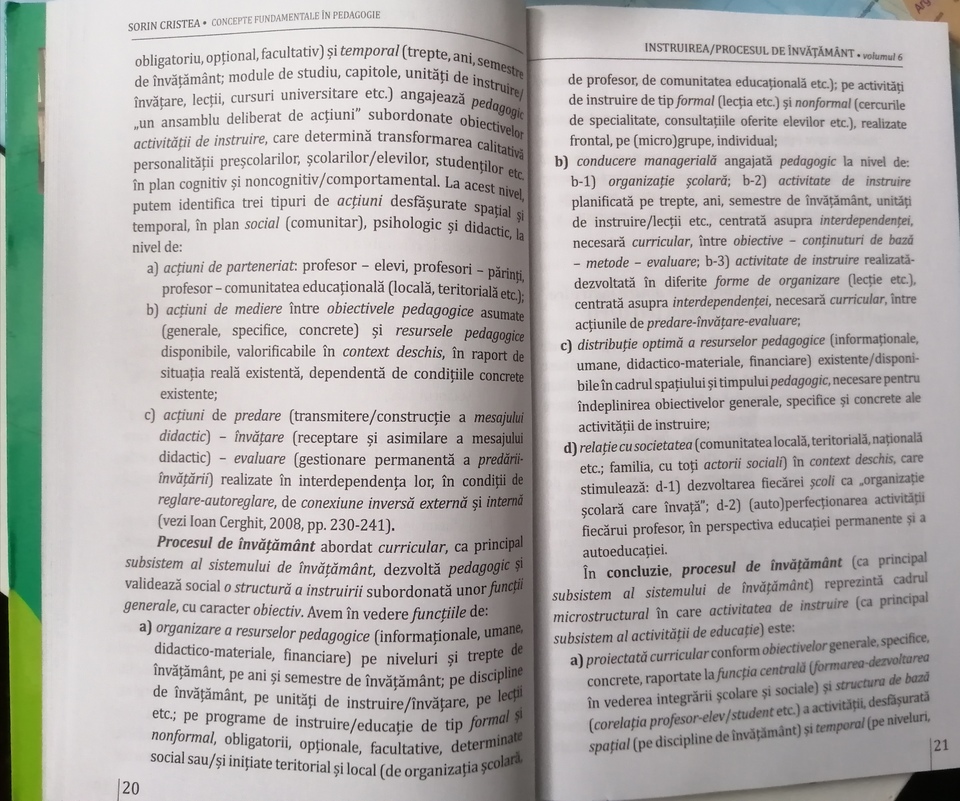 SORIN CRISTEA • CONCEPTE FUNDAMENTALE ÎN PEDAGOGIE
obligatoriu, opțional, facultativ) și temporal (trepte, ani, semestre
de învățământ; module de studiu, capitole, unități de instruire/
învățare, lecții, cursuri universitare etc.) angajează pedagogic
„un ansamblu deliberat de acțiuni” subordonate obiectivelor
activității de instruire, care determină transformarea calitativă
personalității preșcolarilor, școlarilor/elevilor, studenților etc.
în plan cognitiv și noncognitiv/comportamental. La acest nivel,
putem identifica trei tipuri de acțiuni desfășurate spațial și
temporal, în plan social (comunitar), psihologic și didactic, la
nivel de:
a) acțiuni de parteneriat: profesor – elevi, profesori – părinți,
profesor – comunitatea educațională (locală, teritorială etc.);
b) acțiuni de mediere între obiectivele pedagogice asumate
(generale, specifice, concrete) și resursele pedagogice
disponibile, valorificabile în context deschis, în raport de
situația reală existentă, dependentă de condițiile concrete
existente;
c) acțiuni de predare (transmitere/construcție a mesajului
didactic) – învățare (receptare și asimilare a mesajului
didactic) – evaluare (gestionare permanentă a predării-
învățării) realizate în interdependența lor, în condiții de
reglare-autoreglare, de conexiune inversă externă și internă
(vezi Ioan Cerghit, 2008, pp. 230-241).
Procesul de învățământ abordat curricular, ca principal
subsistem al sistemului de învățământ, dezvoltă pedagogic și
validează social o structură a instruirii subordonată unor funcții
generale, cu caracter obiectiv. Avem în vedere funcțiile de:
a) organizare a resurselor pedagogice (informaționale, umane,
didactico-materiale, financiare) pe niveluri și trepte de
învățământ, pe ani și semestre de învățământ; pe discipline
de învățământ, pe unități de instruire/învățare, pe lecții
etc.; pe programe de instruire/educație de tip formal și
nonformal, obligatorii, opționale, facultative, determinate
social sau/și inițiate teritorial și local (de organizația școlară,
20
INSTRUIREA/PROCESUL DE ÎNVĂȚĂMÂNT • volumul 6
de profesor, de comunitatea educațională etc.); pe activități
de instruire de tip formal (lecția etc.) și nonformal (cercurile
de specialitate, consultațiile oferite elevilor etc.), realizate
frontal, pe (micro)grupe, individual;
b) conducere managerială angajată pedagogic la nivel de:
b-1) organizație școlară; b-2) activitate de instruire
planificată pe trepte, ani, semestre de învățământ, unități
de instruire/lecții etc., centrată asupra interdependenței,
necesară curricular, între obiective – conținuturi de bază
– metode – evaluare; b-3) activitate de instruire realizată-
dezvoltată în diferite forme de organizare (lecție etc.),
centrată asupra interdependenței, necesară curricular, între
acțiunile de predare-învățare-evaluare;
c) distribuție optimă a resurselor pedagogice (informaționale,
umane, didactico-materiale, financiare) existente/disponi-
bile în cadrul spațiului și timpului pedagogic, necesare pentru
îndeplinirea obiectivelor generale, specifice și concrete ale
activității de instruire;
d) relație cu societatea (comunitatea locală, teritorială, națională
etc.; familia, cu toți actorii sociali) în context deschis, care
stimulează: d-1) dezvoltarea fiecărei școli ca „organizație
școlară care învață”; d-2) (auto)perfecționarea activității
fiecărui profesor, în perspectiva educației permanente și a
autoeducației.
În concluzie, procesul de învățământ (ca principal
subsistem al sistemului de învățământ) reprezintă cadrul
microstructural în care activitatea de instruire (ca principal
subsistem al activității de educație) este:
a) proiectată curricular conform obiectivelor generale, specifice,
concrete, raportate la funcția centrală (formarea-dezvoltarea
în vederea integrării școlare și sociale) și structura de bază
(corelația profesor-elev/student etc.) a activității, desfășurată
spațial (pe discipline de învățământ) și temporal (pe niveluri,
21